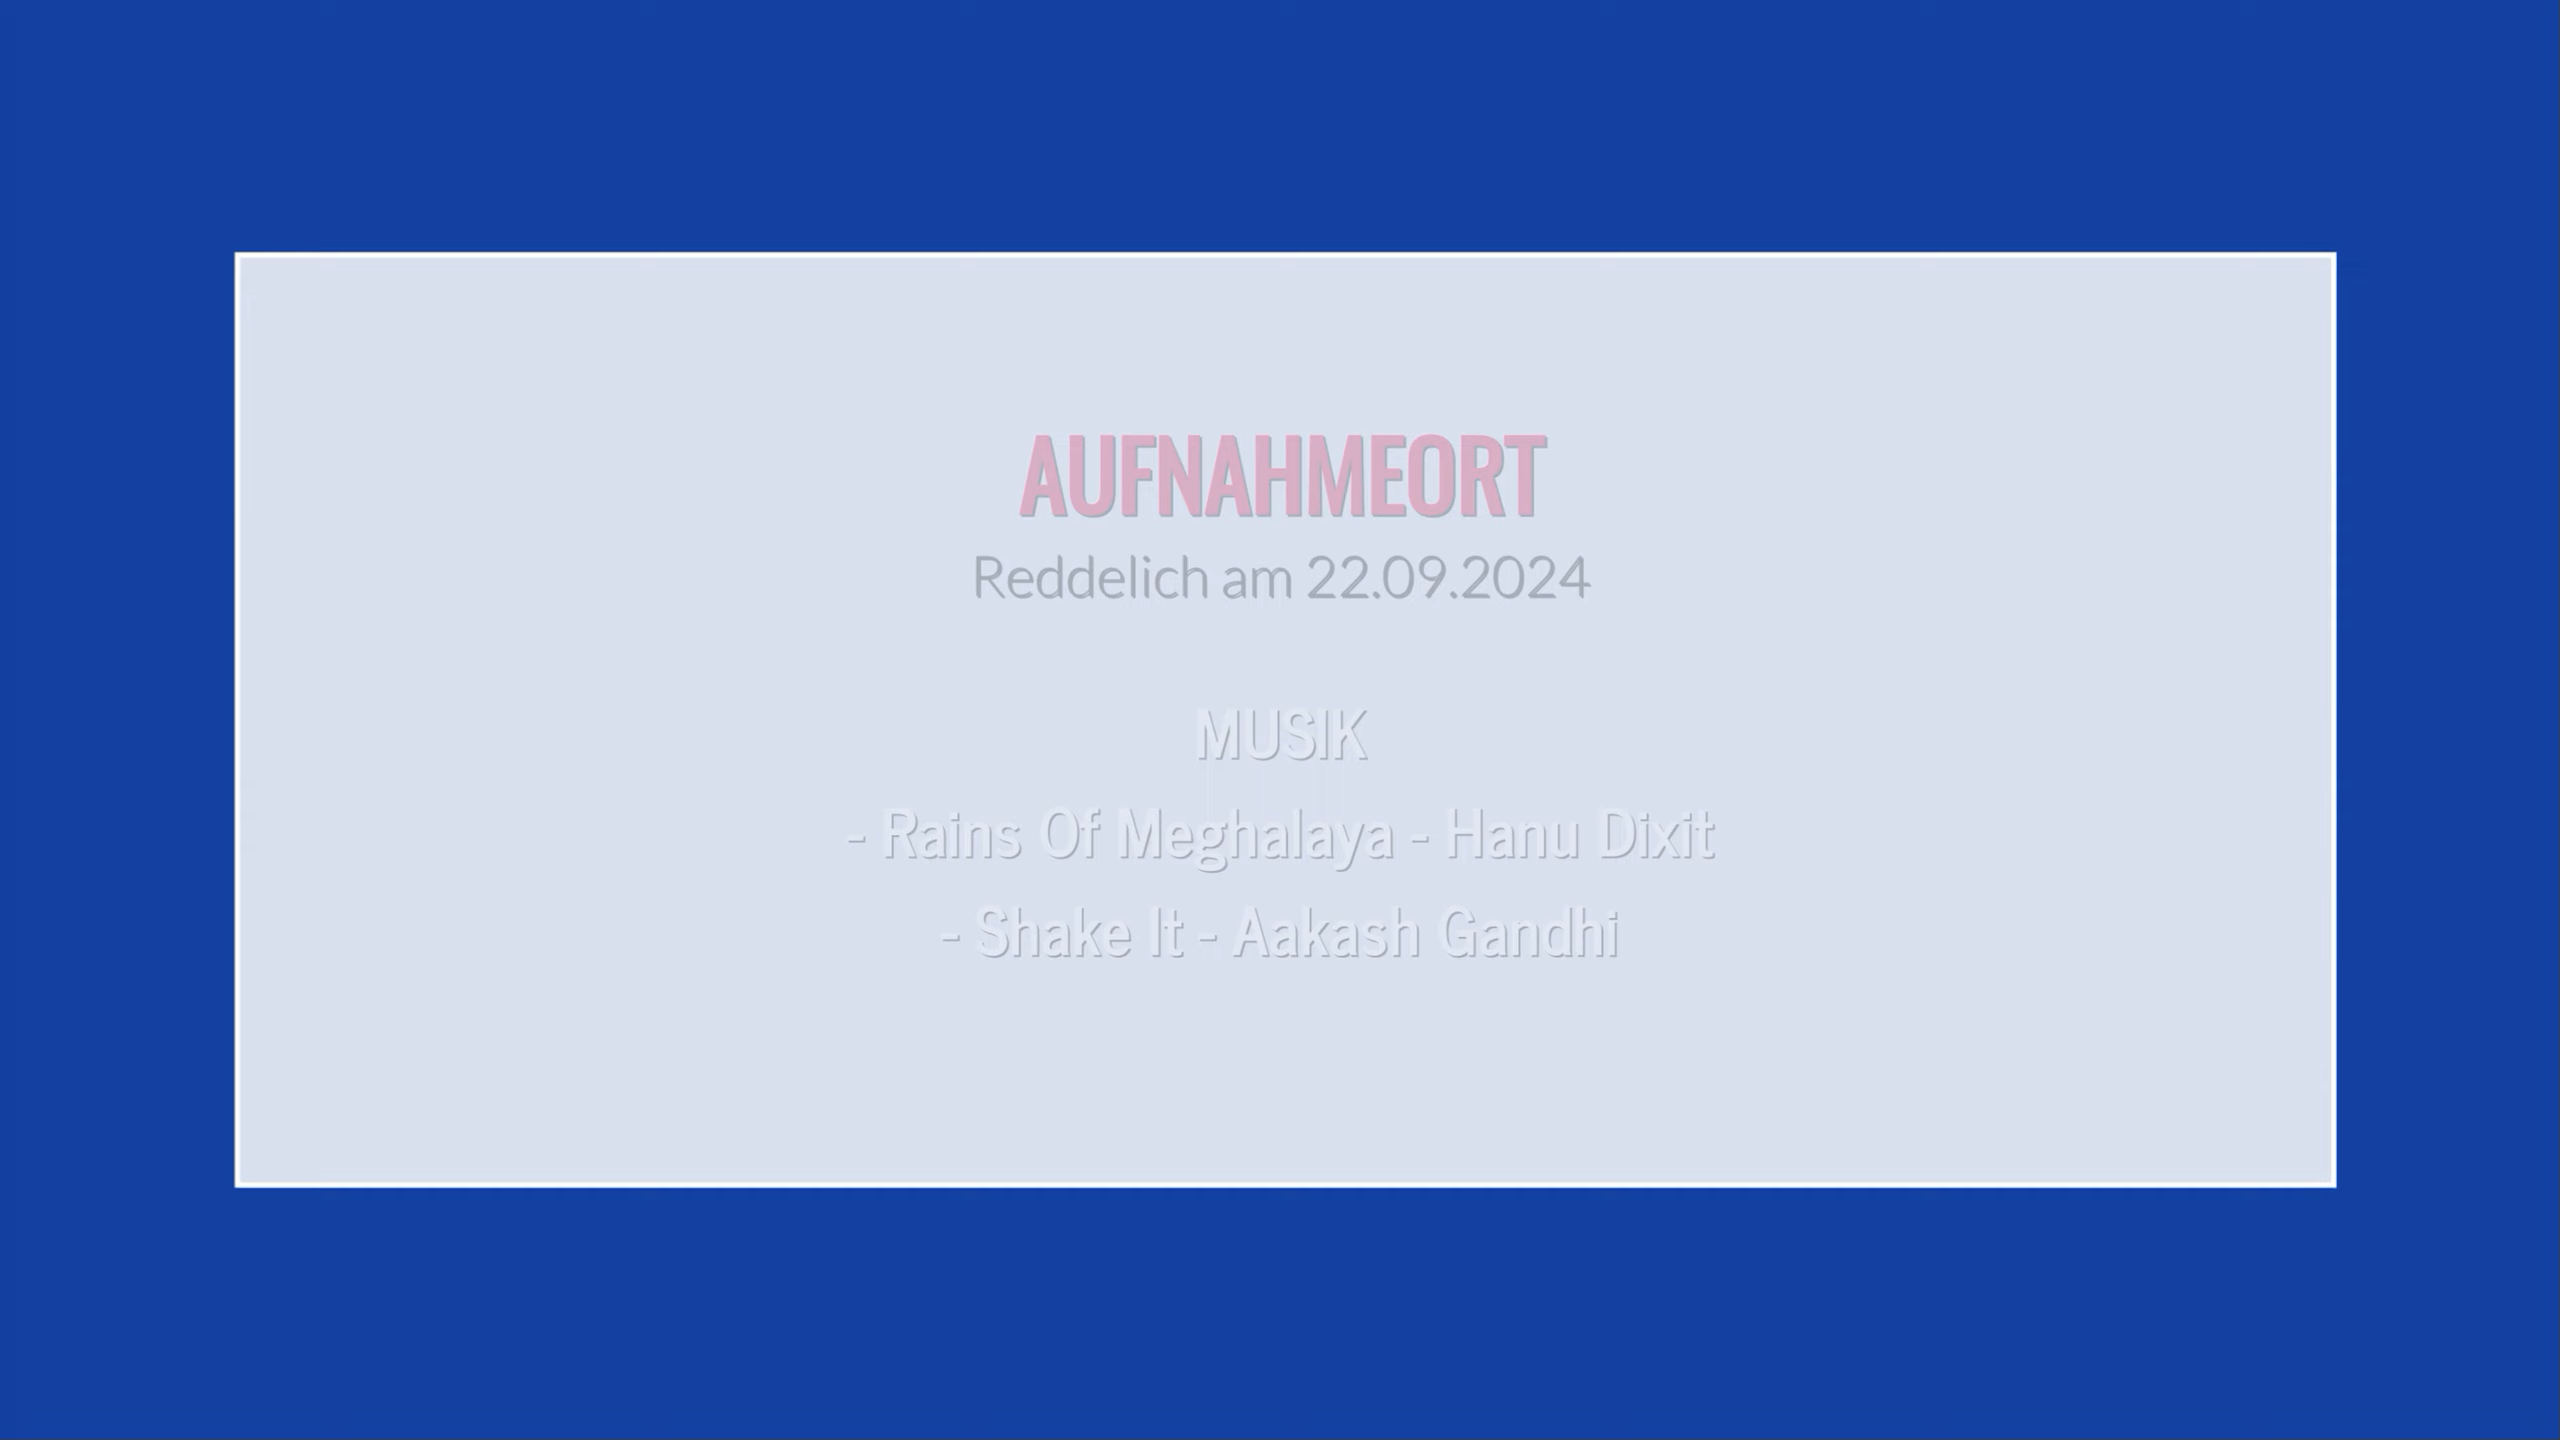 AUFNAHMEORT
Reddelich am 22.09.2024
MUSIK
- Rains Of Meghalaya - Hanu Dixit
- Shake It - Aakash Gandhi